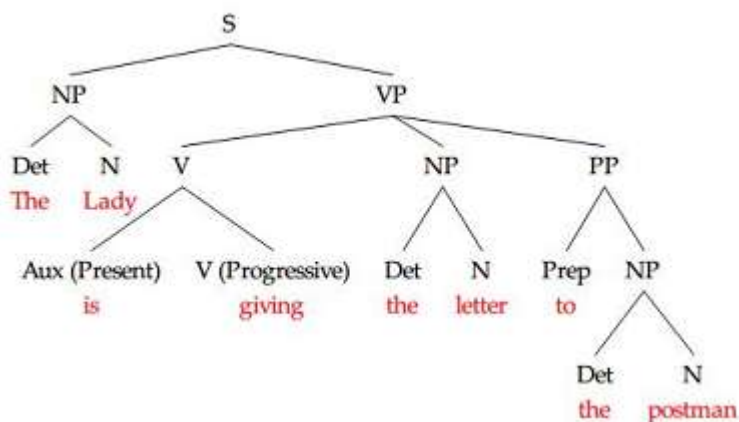 S
NP VP
Det N V NP PP
The Lady
Aux (Present) V (Progressive) Det N Prep NP
is giving the letter to
Det N
the postman